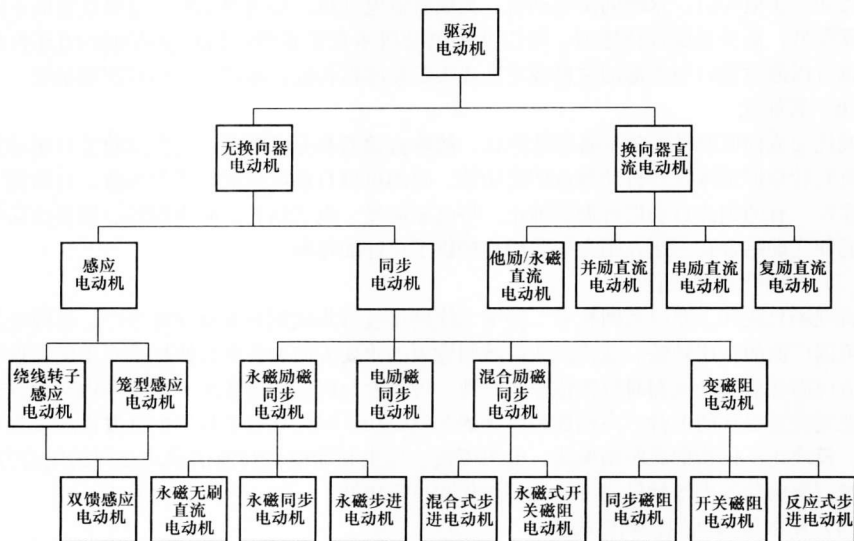 驱动
电动机
无换向器
电动机
换向器直
流电动机
感应
电动机
同步
电动机
他励/永磁
直流
电动机
并励直流
电动机
串励直流
电动机
复励直流
电动机
绕线转子
感应
电动机
笼型感应
电动机
永磁励磁
同步
电动机
电励磁
同步
电动机
混合励磁
同步
电动机
变磁阻
电动机
双馈感应
电动机
永磁无刷
直流
电动机
永磁同步
电动机
永磁步进
电动机
混合式步
进电动机
永磁式开
关磁阻
电动机
同步磁阻
电动机
开关磁阻
电动机
反应式步
进电动机